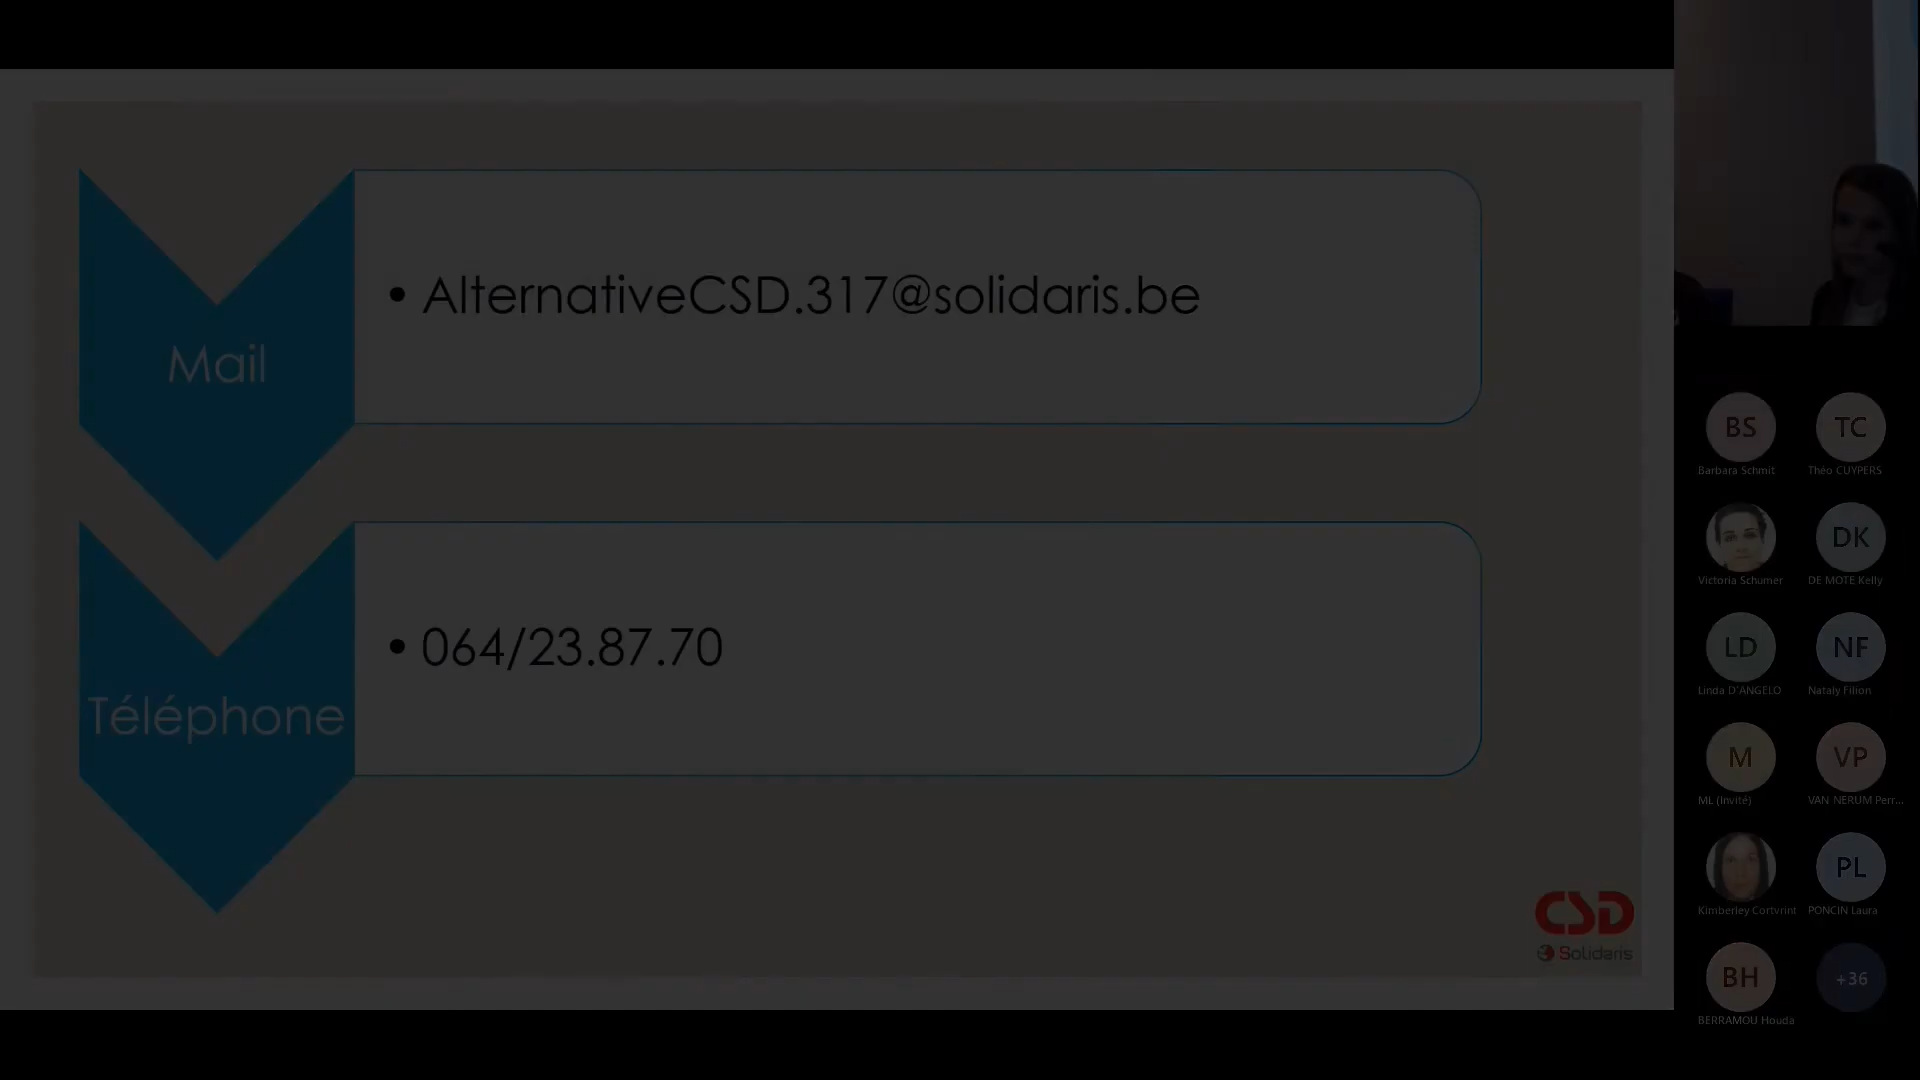 • AlternativeCSD.317@solidaris.be
Mail
• 064/23.87.70
Téléphone
CSD
Solidaris
BS
TC
Barbara Schmit
Théo CUYPERS
DK
Victoria Schumer
DE MOTE Kelly
LD
NF
Linda D'ANGELO
Nataly Filion
M
VP
ML (Invité)
VAN NERUM Perr...
PL
Kimberley Cortvrint
PONCIN Laura
BH
+36
BERRAMOU Houda